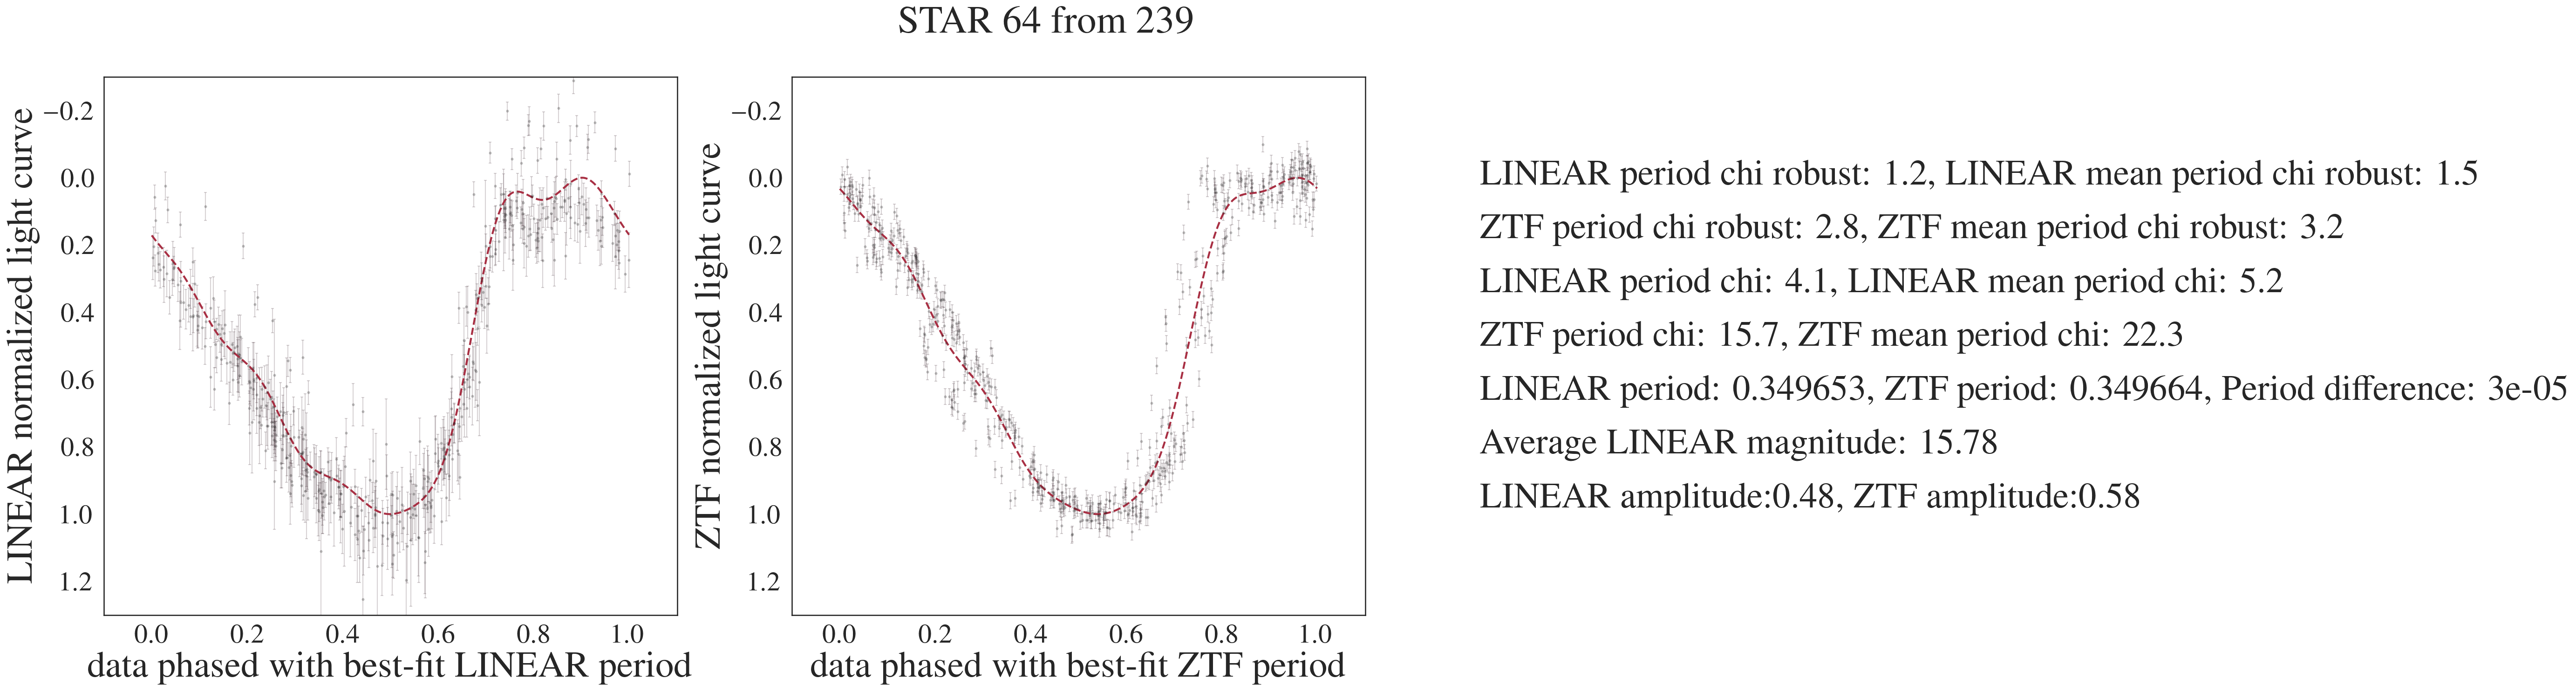 STAR 64 from 239
LINEAR normalized light curve
−0.2
0.0
0.2
0.4
0.6
0.8
1.0
1.2
0.0 0.2 0.4 0.6 0.8 1.0
data phased with best-fit LINEAR period
ZTF normalized light curve
−0.2
0.0
0.2
0.4
0.6
0.8
1.0
1.2
0.0 0.2 0.4 0.6 0.8 1.0
data phased with best-fit ZTF period
LINEAR period chi robust: 1.2, LINEAR mean period chi robust: 1.5
ZTF period chi robust: 2.8, ZTF mean period chi robust: 3.2
LINEAR period chi: 4.1, LINEAR mean period chi: 5.2
ZTF period chi: 15.7, ZTF mean period chi: 22.3
LINEAR period: 0.349653, ZTF period: 0.349664, Period difference: 3e-05
Average LINEAR magnitude: 15.78
LINEAR amplitude:0.48, ZTF amplitude:0.58